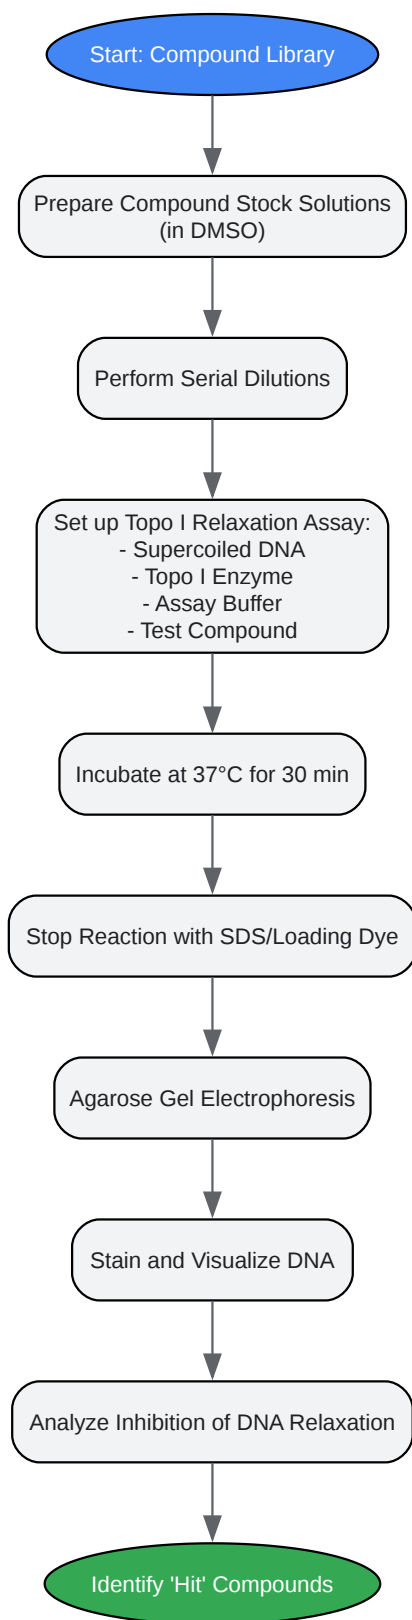 Start: Compound Library
Prepare Compound Stock Solutions
(in DMSO)
Perform Serial Dilutions
Set up Topo I Relaxation Assay:
- Supercoiled DNA
- Topo I Enzyme
- Assay Buffer
- Test Compound
Incubate at 37°C for 30 min
Stop Reaction with SDS/Loading Dye
Agarose Gel Electrophoresis
Stain and Visualize DNA
Analyze Inhibition of DNA Relaxation
Identify 'Hit' Compounds